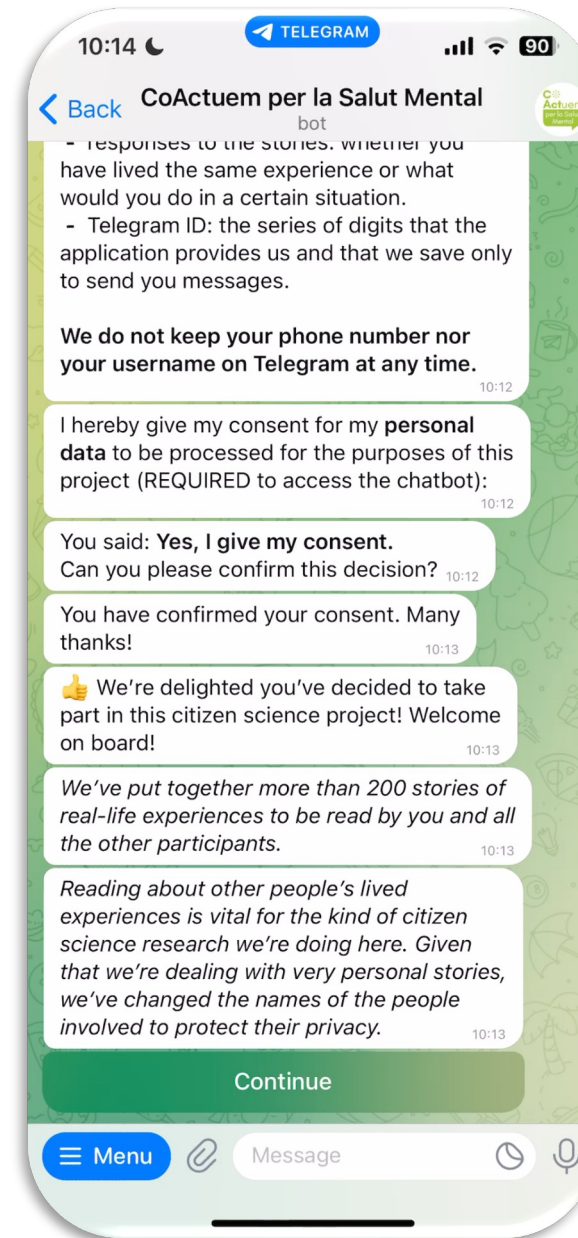 10:14
TELEGRAM
90
Back
CoActuem per la Salut Mental
bot
- responses to the stories: whether you
have lived the same experience or what
would you do in a certain situation.
- Telegram ID: the series of digits that the
application provides us and that we save only
to send you messages.
We do not keep your phone number nor
your username on Telegram at any time.
10:12
I hereby give my consent for my personal
data to be processed for the purposes of this
project (REQUIRED to access the chatbot):
10:12
You said: Yes, I give my consent.
Can you please confirm this decision? 10:12
You have confirmed your consent. Many
thanks!
10:13
👍 We’re delighted you’ve decided to take
part in this citizen science project! Welcome
on board!
10:13
We’ve put together more than 200 stories of
real-life experiences to be read by you and all
the other participants.
10:13
Reading about other people’s lived
experiences is vital for the kind of citizen
science research we’re doing here. Given
that we’re dealing with very personal stories,
we’ve changed the names of the people
involved to protect their privacy.
10:13
Continue
Menu
Message